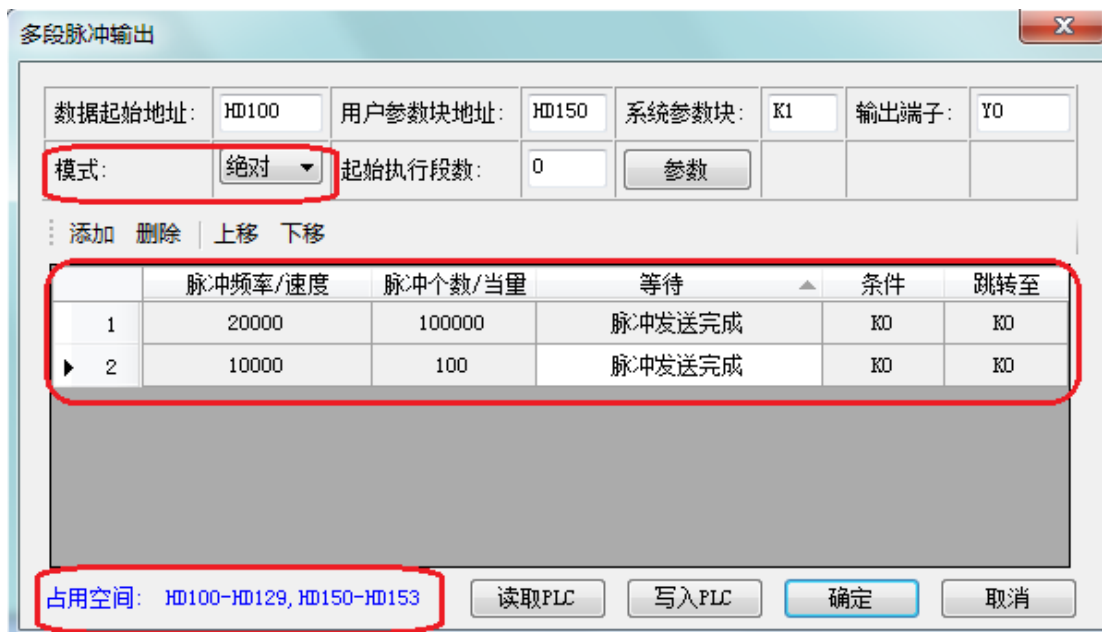 多段脉冲输出
数据起始地址: HD100 用户参数块地址: HD150 系统参数块: K1 输出端子: Y0
模式: 绝对 起始执行段数: 0 参数
添加 删除 上移 下移
脉冲频率/速度 脉冲个数/当量 等待 条件 跳转至
1 20000 100000 脉冲发送完成 K0 K0
2 10000 100 脉冲发送完成 K0 K0
占用空间: HD100-HD129,HD150-HD153 读取PLC 写入PLC 确定 取消